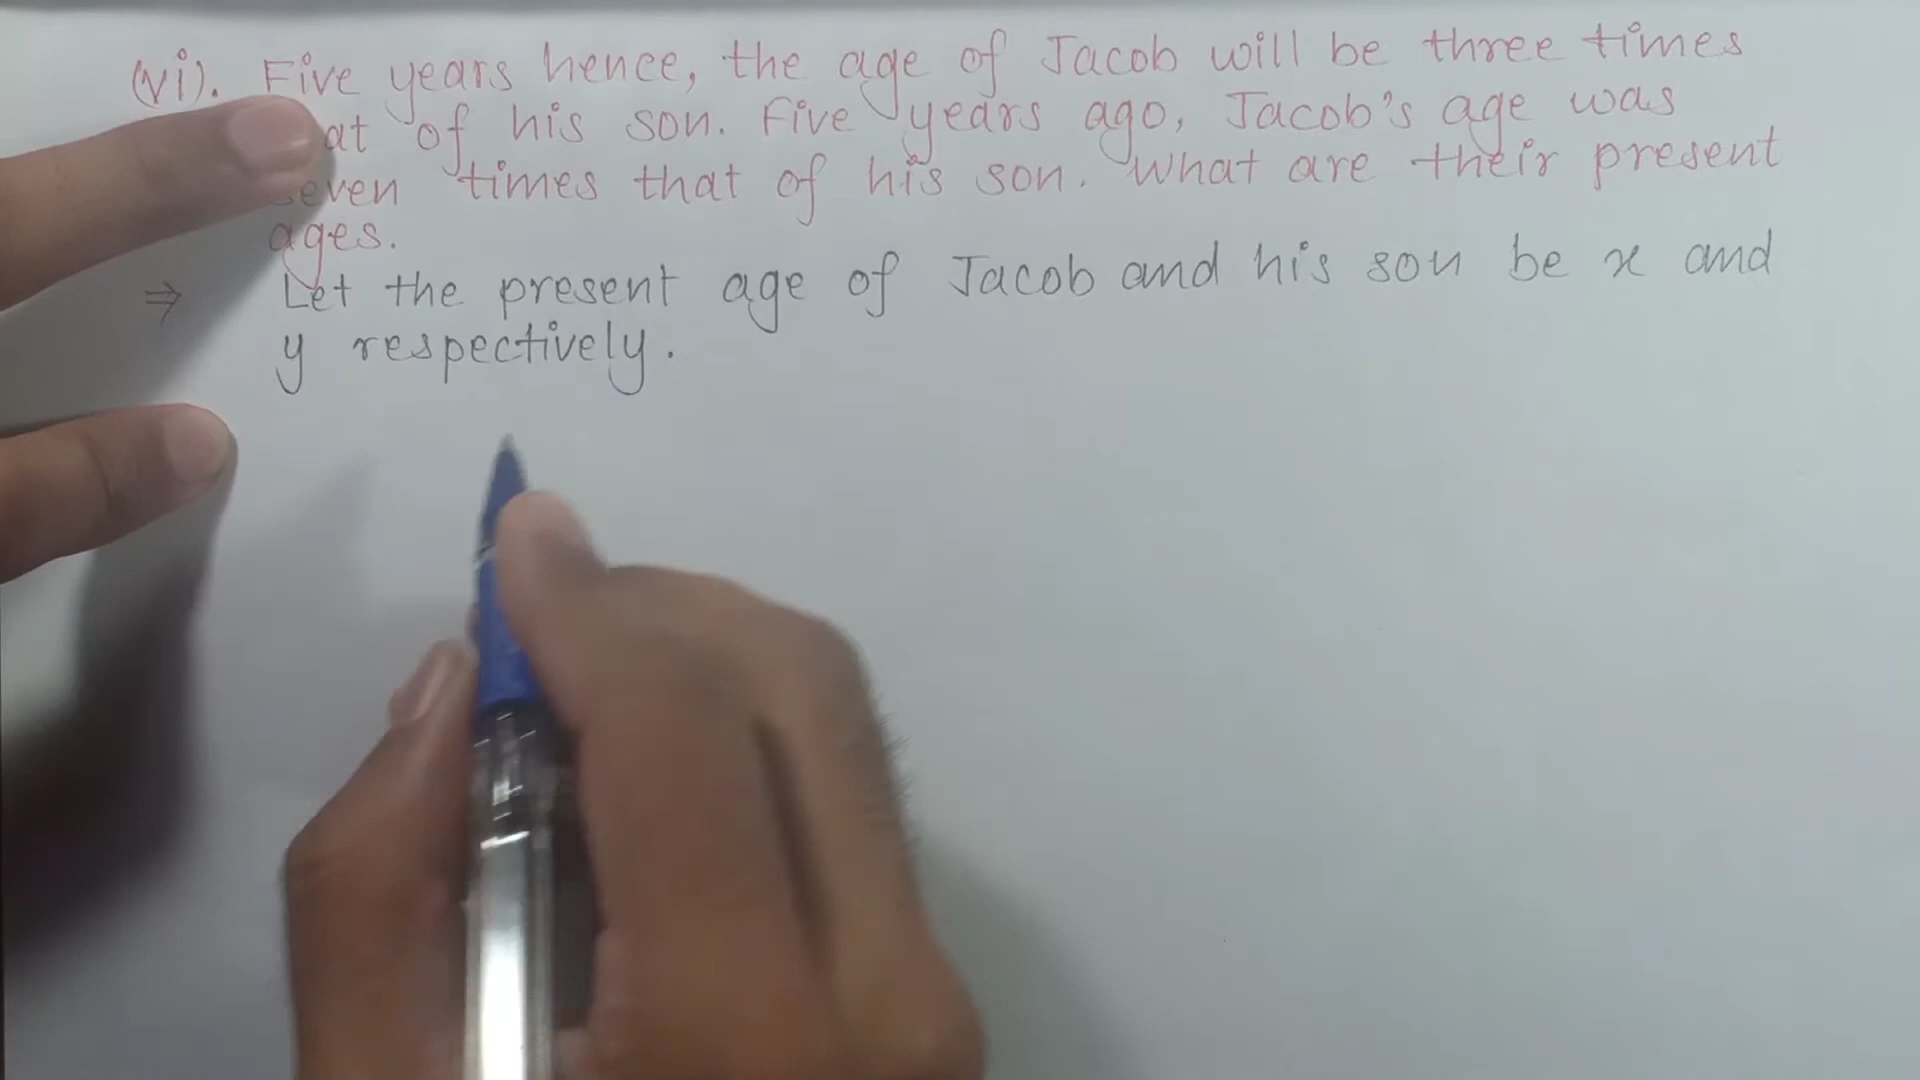 (vi). Five years hence, the age of Jacob will be three times
at of his son. Five years ago, Jacob's age was
seven times that of his son. What are their present
ages.
⇒ Let the present age of Jacob and his son be x and
y respectively.